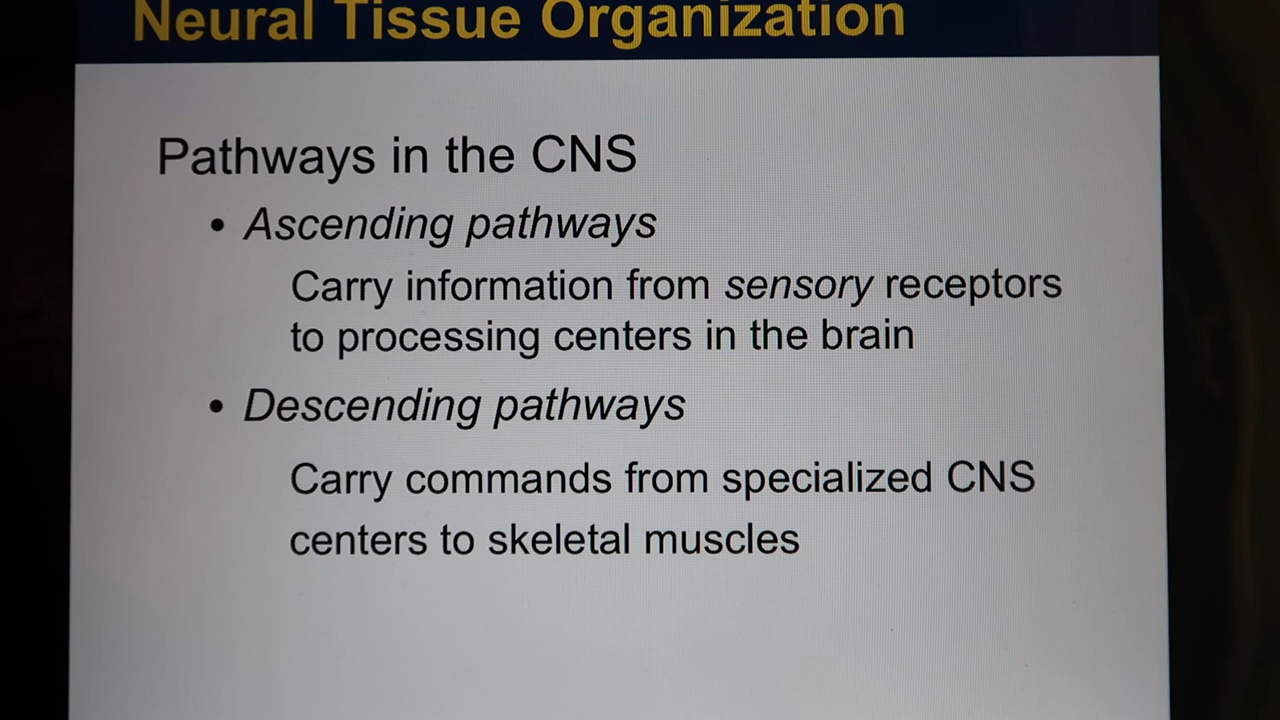 Neural Tissue Organization
Pathways in the CNS
• Ascending pathways
Carry information from sensory receptors
to processing centers in the brain
• Descending pathways
Carry commands from specialized CNS
centers to skeletal muscles